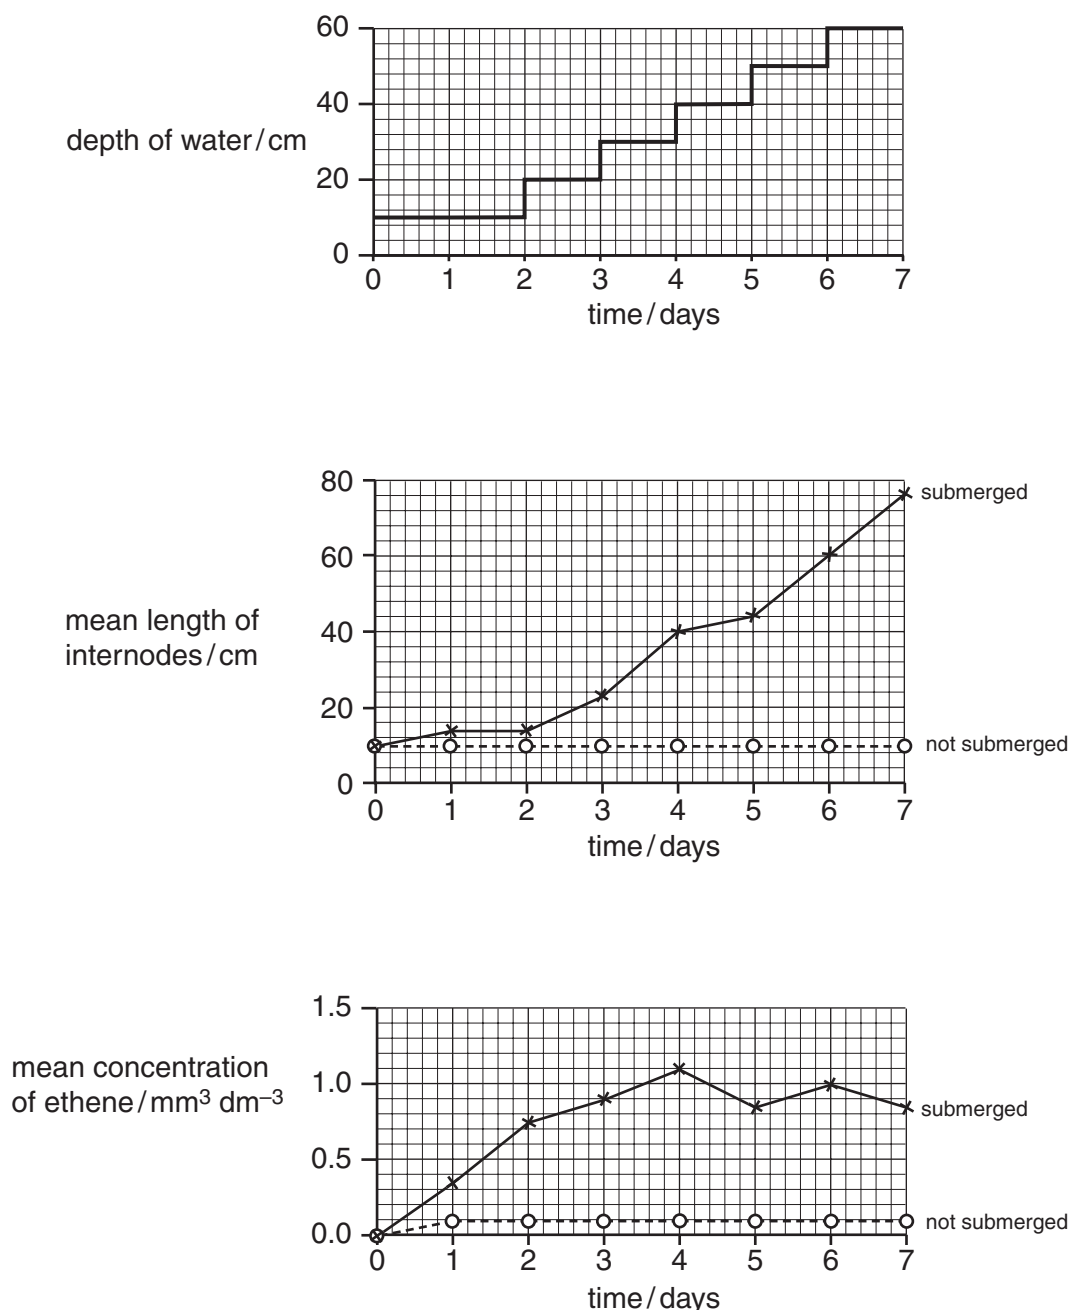 60
40
depth of water / cm
20
0
0 1 2 3 4 5 6 7
time / days
80
submerged
60
mean length of
internodes / cm
40
20
not submerged
0
0 1 2 3 4 5 6 7
time / days
1.5
mean concentration
of ethene / mm³ dm⁻³
1.0
submerged
0.5
not submerged
0.0
0 1 2 3 4 5 6 7
time / days